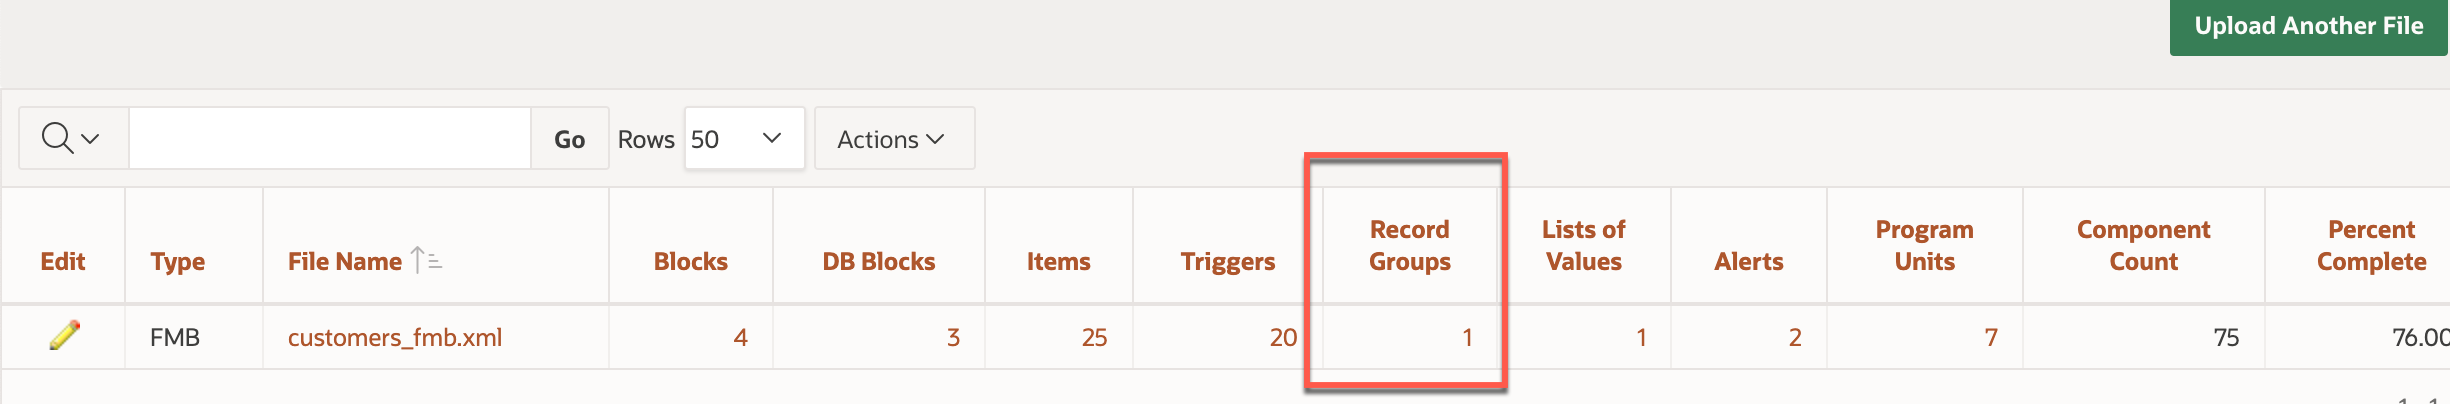 Upload Another File
Go Rows 50 Actions
Edit Type File Name Blocks DB Blocks Items Triggers Record Groups Lists of Values Alerts Program Units Component Count Percent Complete
FMB customers_fmb.xml 4 3 25 20 1 1 2 7 75 76.00